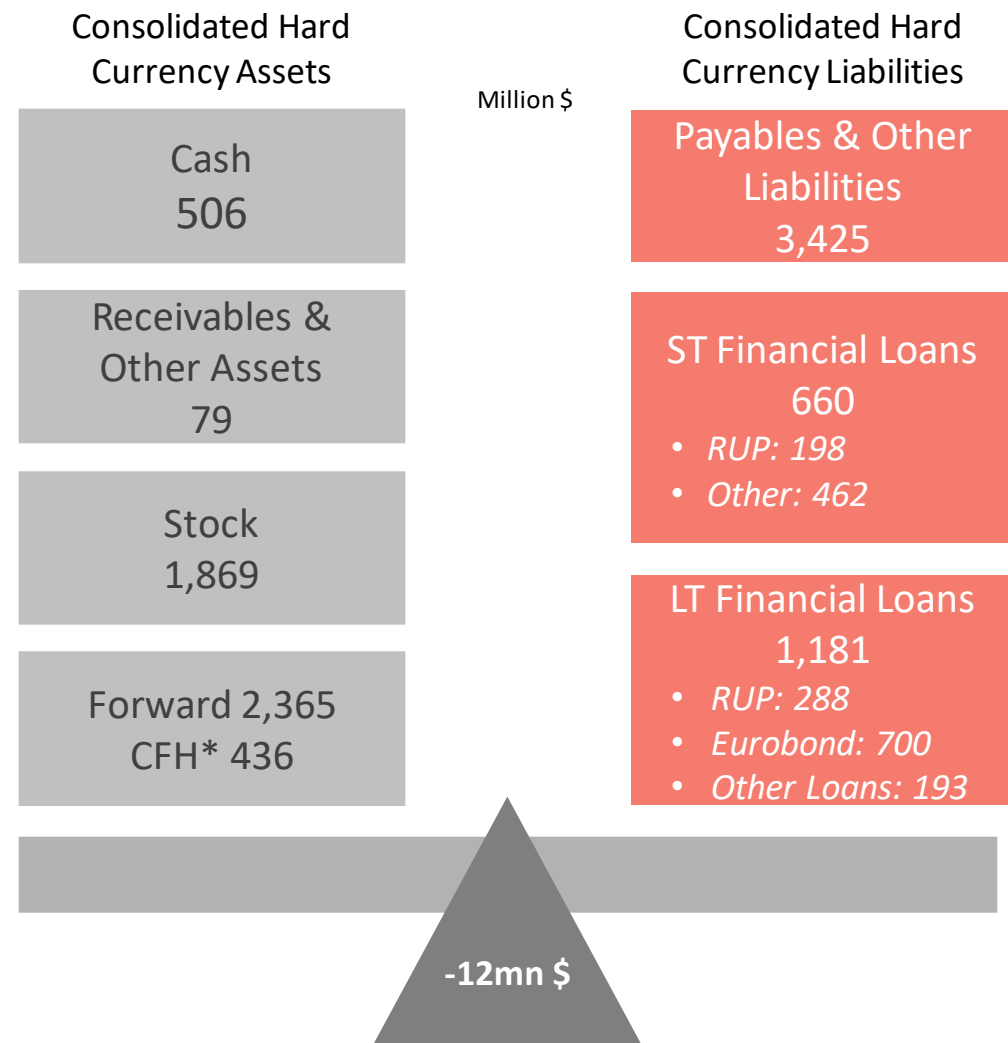 Consolidated Hard
Currency Assets
Million $
Consolidated Hard
Currency Liabilities
Cash
506
Receivables &
Other Assets
79
Stock
1,869
Forward 2,365
CFH* 436
Payables & Other
Liabilities
3,425
ST Financial Loans
660
• RUP: 198
• Other: 462
LT Financial Loans
1,181
• RUP: 288
• Eurobond: 700
• Other Loans: 193
-12mn $